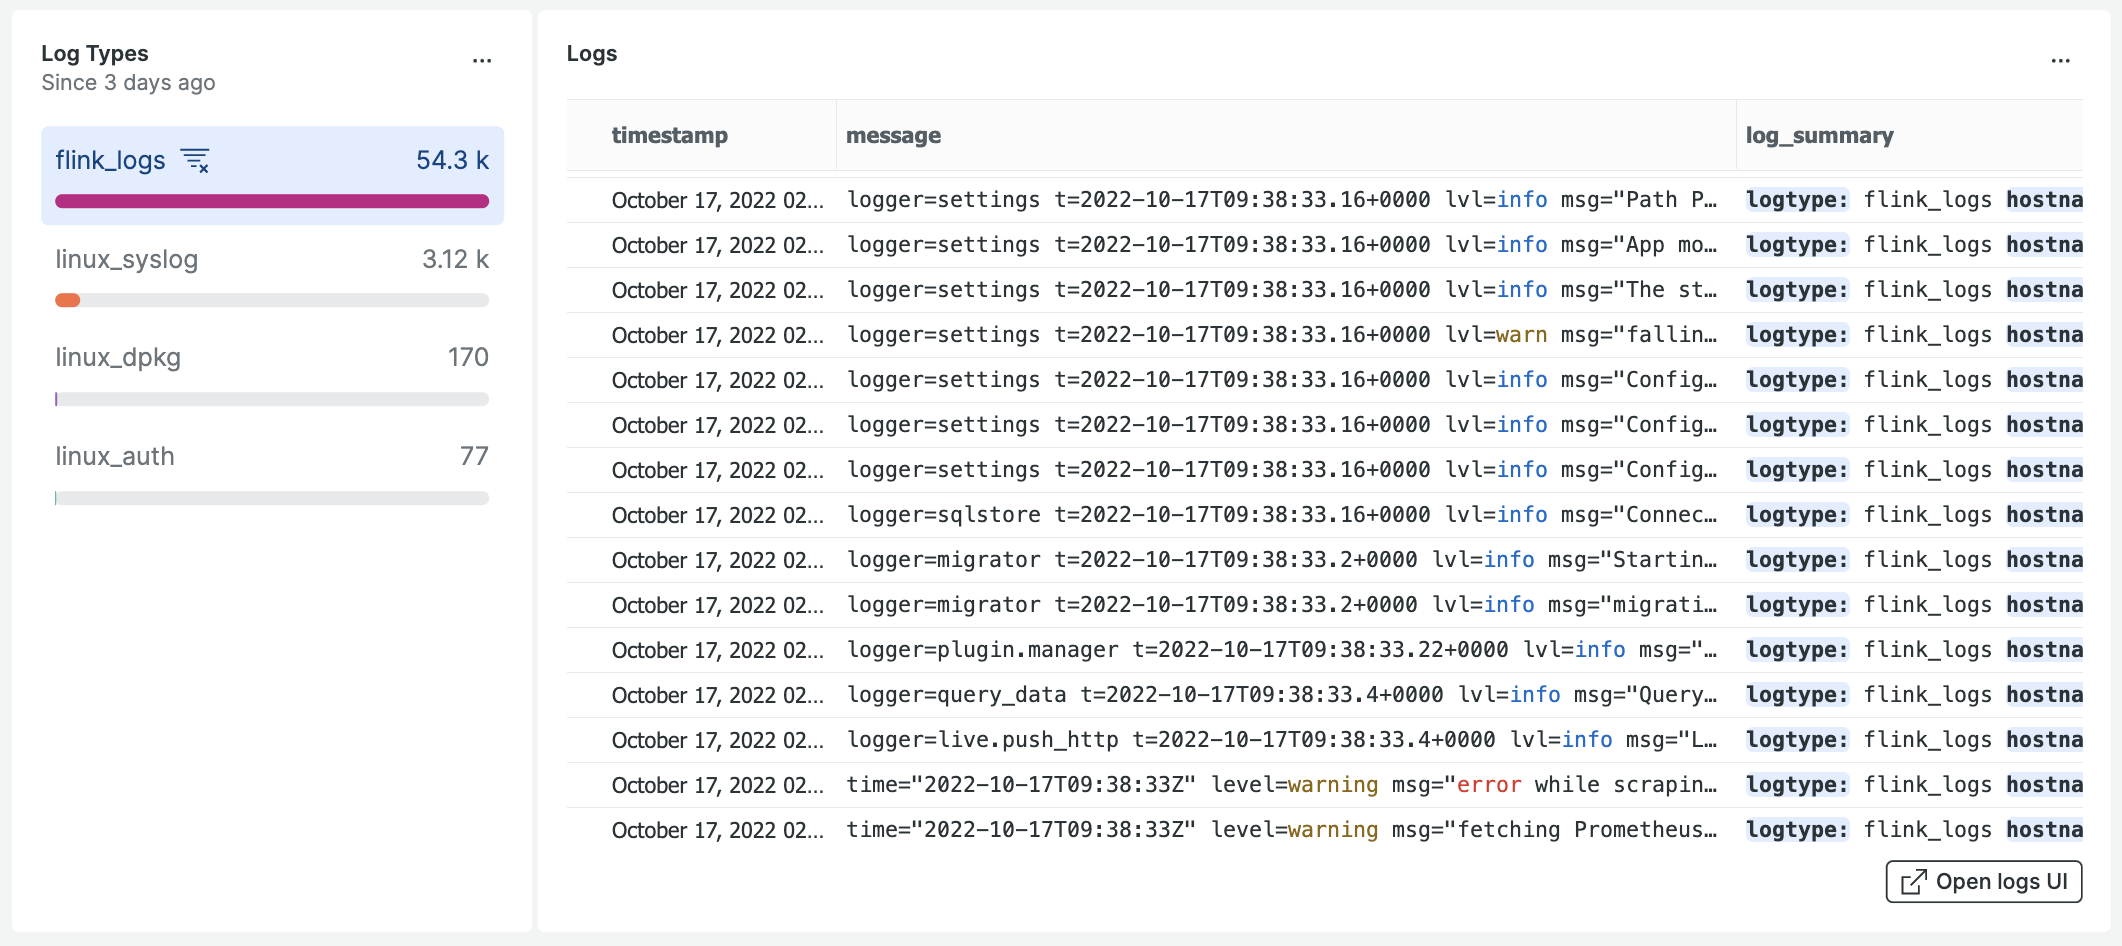 Log Types
...
Since 3 days ago
flink_logs 54.3 k
linux_syslog 3.12 k
linux_dpkg 170
linux_auth 77
Logs
...
timestamp message log_summary
October 17, 2022 02... logger=settings t=2022-10-17T09:38:33.16+0000 lvl=info msg="Path P… logtype: flink_logs hostna
October 17, 2022 02... logger=settings t=2022-10-17T09:38:33.16+0000 lvl=info msg="App mo… logtype: flink_logs hostna
October 17, 2022 02... logger=settings t=2022-10-17T09:38:33.16+0000 lvl=info msg="The st… logtype: flink_logs hostna
October 17, 2022 02... logger=settings t=2022-10-17T09:38:33.16+0000 lvl=warn msg="fallin… logtype: flink_logs hostna
October 17, 2022 02... logger=settings t=2022-10-17T09:38:33.16+0000 lvl=info msg="Config… logtype: flink_logs hostna
October 17, 2022 02... logger=settings t=2022-10-17T09:38:33.16+0000 lvl=info msg="Config… logtype: flink_logs hostna
October 17, 2022 02... logger=settings t=2022-10-17T09:38:33.16+0000 lvl=info msg="Config… logtype: flink_logs hostna
October 17, 2022 02... logger=sqlstore t=2022-10-17T09:38:33.16+0000 lvl=info msg="Connec… logtype: flink_logs hostna
October 17, 2022 02... logger=migrator t=2022-10-17T09:38:33.2+0000 lvl=info msg="Startin… logtype: flink_logs hostna
October 17, 2022 02... logger=migrator t=2022-10-17T09:38:33.2+0000 lvl=info msg="migrati… logtype: flink_logs hostna
October 17, 2022 02... logger=plugin.manager t=2022-10-17T09:38:33.22+0000 lvl=info msg="… logtype: flink_logs hostna
October 17, 2022 02... logger=query_data t=2022-10-17T09:38:33.4+0000 lvl=info msg="Query… logtype: flink_logs hostna
October 17, 2022 02... logger=live.push_http t=2022-10-17T09:38:33.4+0000 lvl=info msg="L… logtype: flink_logs hostna
October 17, 2022 02... time="2022-10-17T09:38:33Z" level=warning msg="error while scrapin… logtype: flink_logs hostna
October 17, 2022 02... time="2022-10-17T09:38:33Z" level=warning msg="fetching Prometheus… logtype: flink_logs hostna
Open logs UI